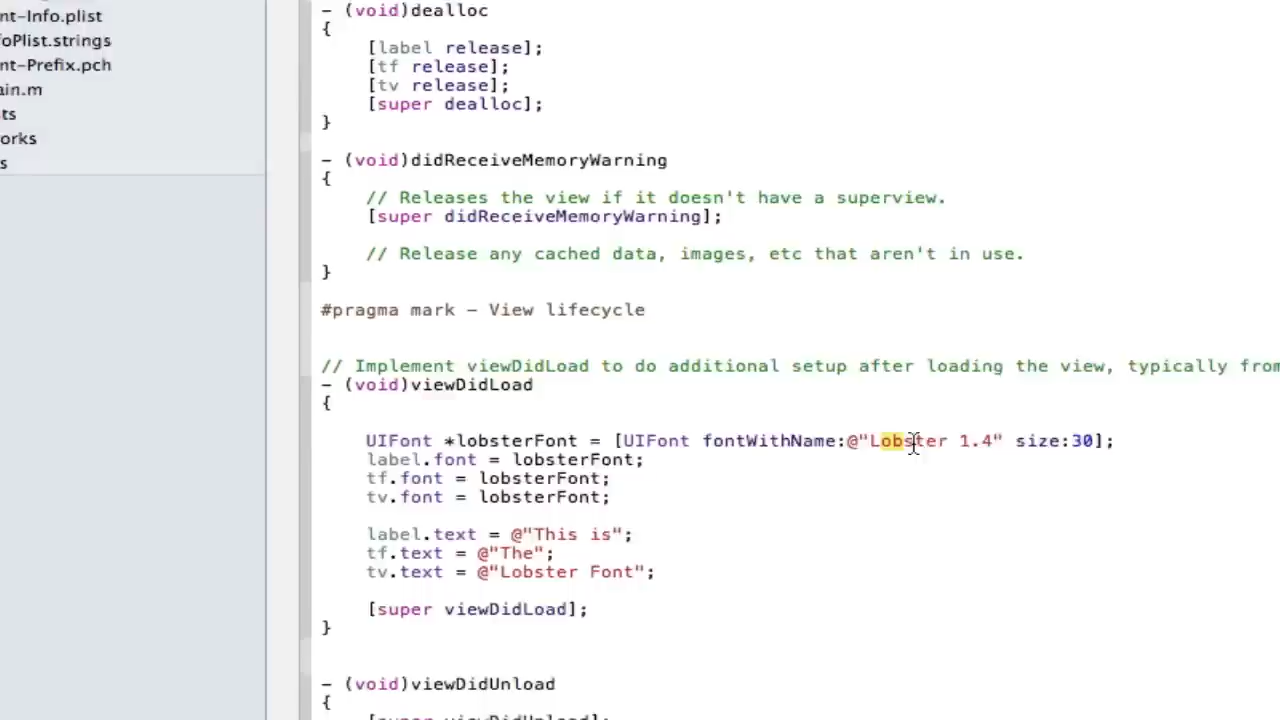 nt-Info.plist
foPlist.strings
nt-Prefix.pch
ain.m
ts
orks
s
- (void)dealloc
{
[label release];
[tf release];
[tv release];
[super dealloc];
}
- (void)didReceiveMemoryWarning
{
// Releases the view if it doesn't have a superview.
[super didReceiveMemoryWarning];
// Release any cached data, images, etc that aren't in use.
}
#pragma mark - View lifecycle
// Implement viewDidLoad to do additional setup after loading the view, typically from
- (void)viewDidLoad
{
UIFont *lobsterFont = [UIFont fontWithName:@"Lobster 1.4" size:30];
label.font = lobsterFont;
tf.font = lobsterFont;
tv.font = lobsterFont;
label.text = @"This is";
tf.text = @"The";
tv.text = @"Lobster Font";
[super viewDidLoad];
}
- (void)viewDidUnload
{
[super viewDidUnload];